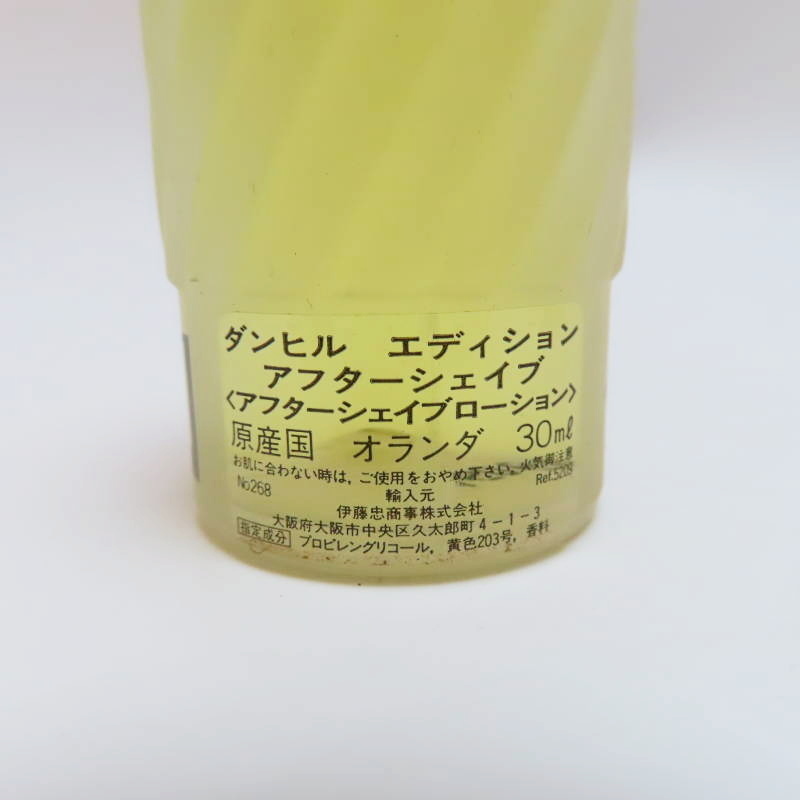 ダンヒル　エディション
アフターシェイブ
〈アフターシェイブローション〉
原産国　オランダ　30mℓ
お肌に合わない時は，ご使用をおやめ下さい。火気御注意
No268 Ref.5209
輸入元
伊藤忠商事株式会社
大阪府大阪市中央区久太郎町4-1-3
指定成分 プロピレングリコール，黄色203号，香料